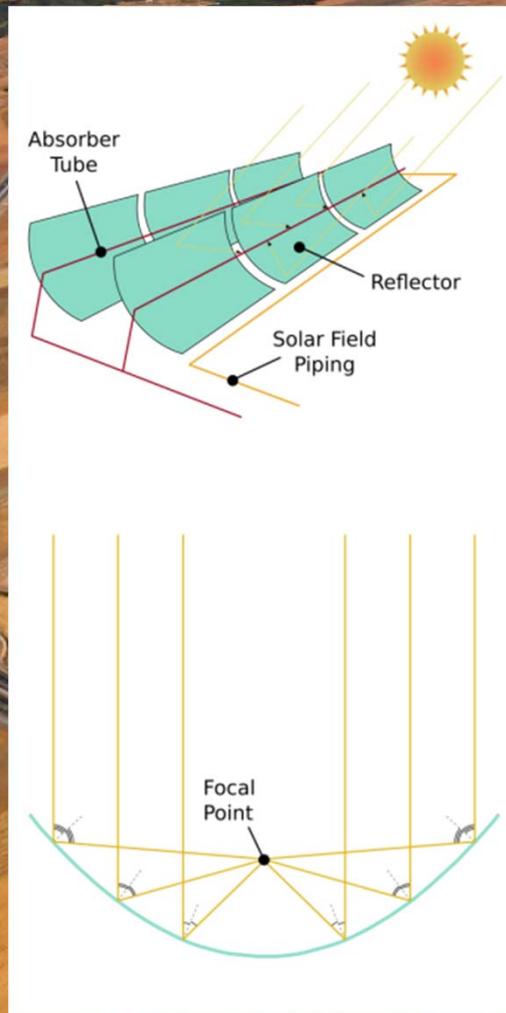 Absorber
Tube
Reflector
Solar Field
Piping
Focal
Point